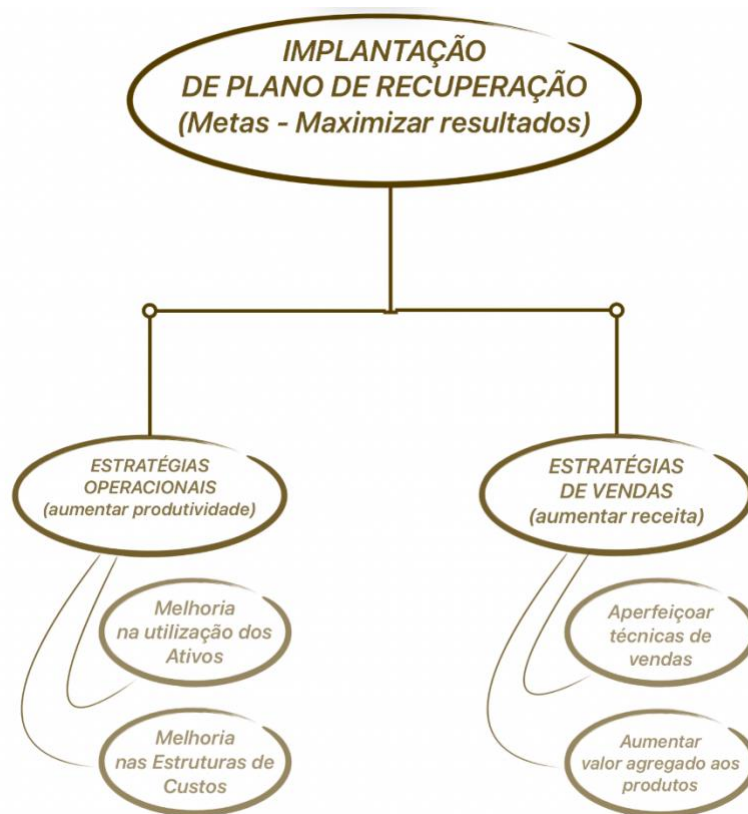 IMPLANTAÇÃO
DE PLANO DE RECUPERAÇÃO
(Metas - Maximizar resultados)
ESTRATÉGIAS
OPERACIONAIS
(aumentar produtividade)
Melhoria
na utilização dos
Ativos
Melhoria
nas Estruturas de
Custos
ESTRATÉGIAS
DE VENDAS
(aumentar receita)
Aperfeiçoar
técnicas de
vendas
Aumentar
valor agregado aos
produtos